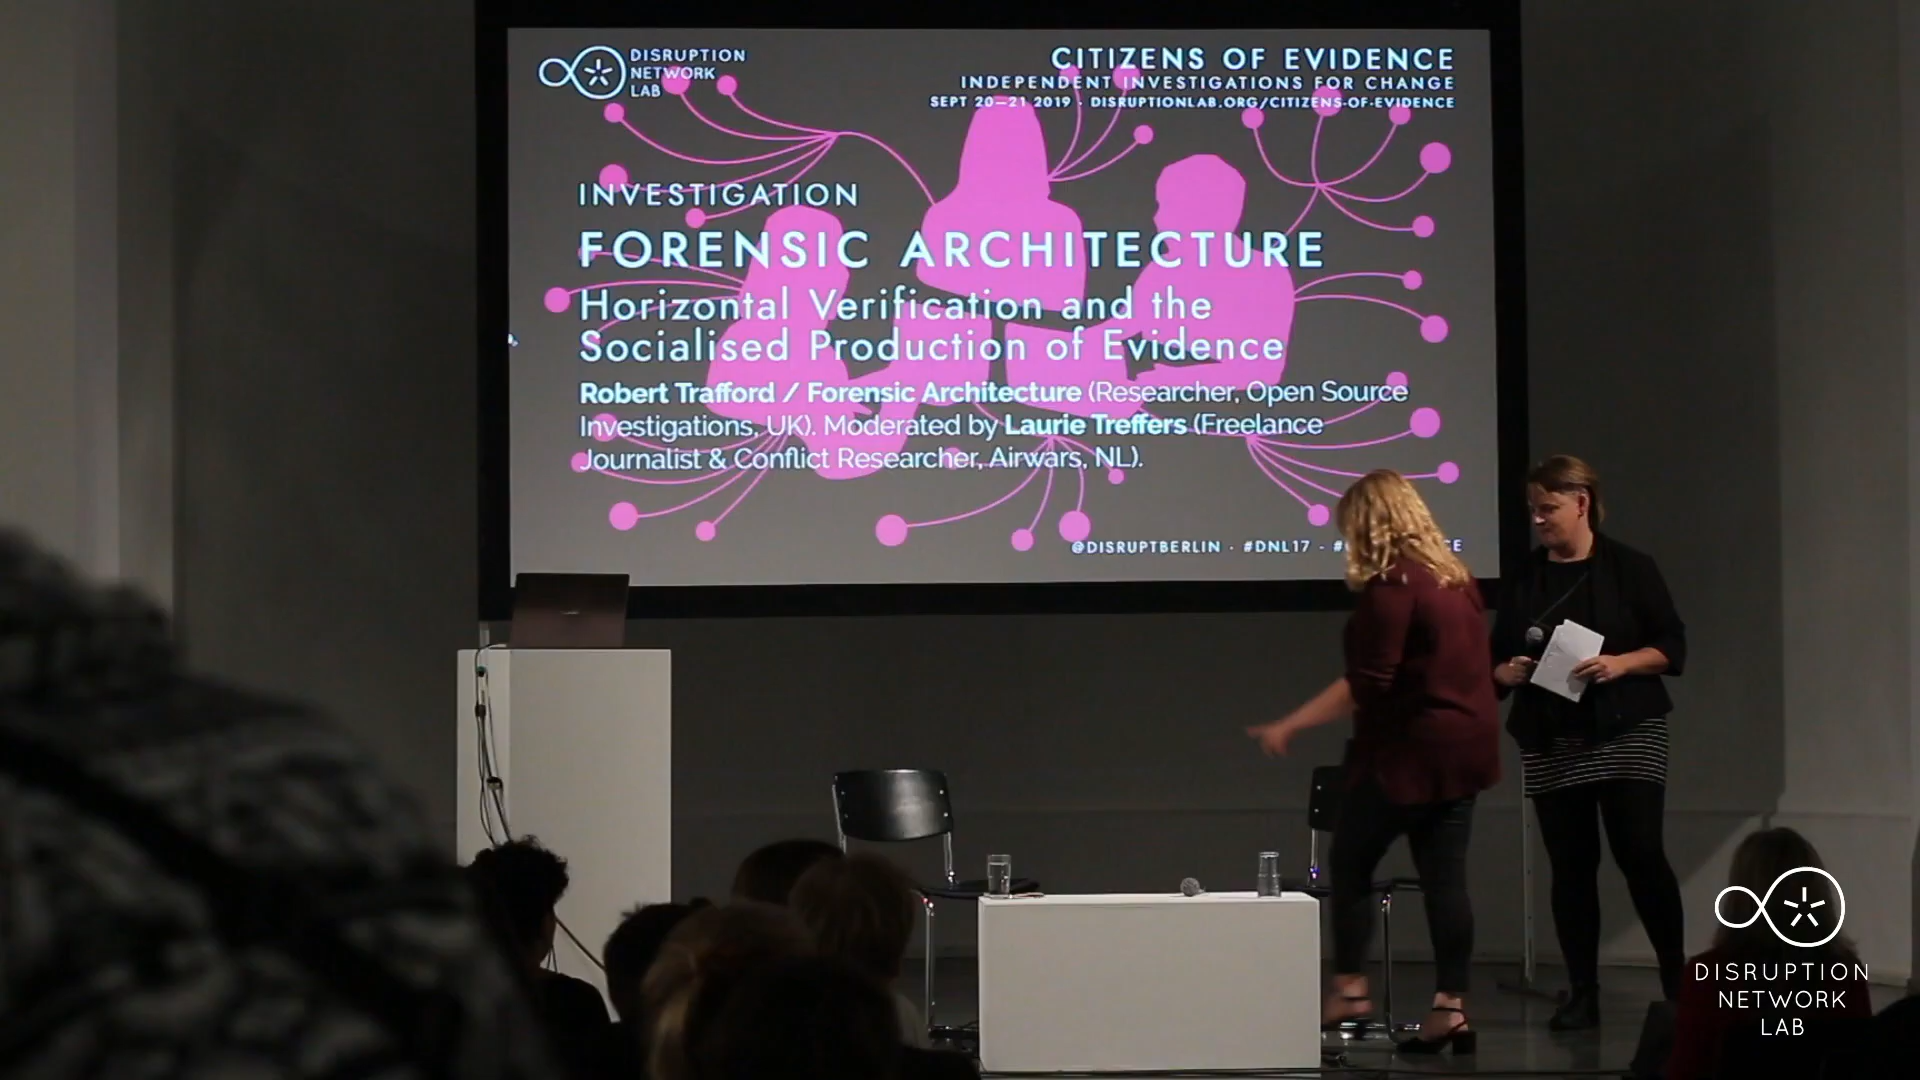 DISRUPTION
NETWORK
LAB
CITIZENS OF EVIDENCE
INDEPENDENT INVESTIGATIONS FOR CHANGE
SEPT 20—21 2019 · DISRUPTIONLAB.ORG/CITIZENS-OF-EVIDENCE
INVESTIGATION
FORENSIC ARCHITECTURE
Horizontal Verification and the
Socialised Production of Evidence
Robert Trafford / Forensic Architecture (Researcher, Open Source
Investigations, UK). Moderated by Laurie Treffers (Freelance
Journalist & Conflict Researcher, Airwars, NL).
@DISRUPTBERLIN · #DNL17 ·
DISRUPTION
NETWORK
LAB